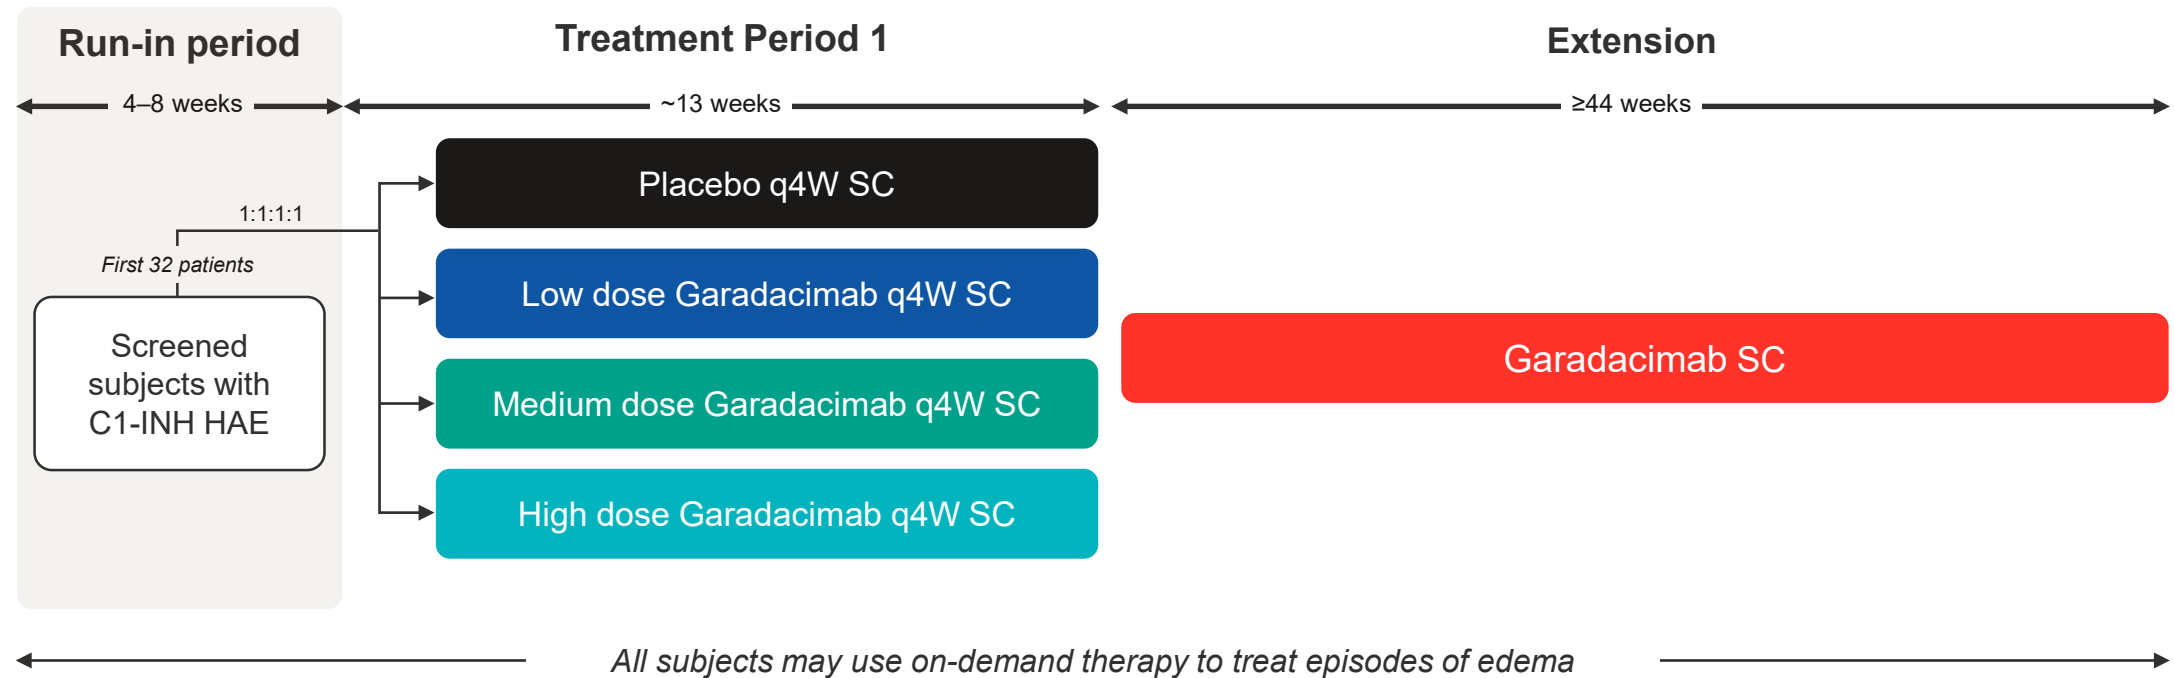 Run-in period
Treatment Period 1
Extension
4–8 weeks
~13 weeks
≥44 weeks
Placebo q4W SC
1:1:1:1
First 32 patients
Low dose Garadacimab q4W SC
Screened
subjects with
C1-INH HAE
Garadacimab SC
Medium dose Garadacimab q4W SC
High dose Garadacimab q4W SC
All subjects may use on-demand therapy to treat episodes of edema